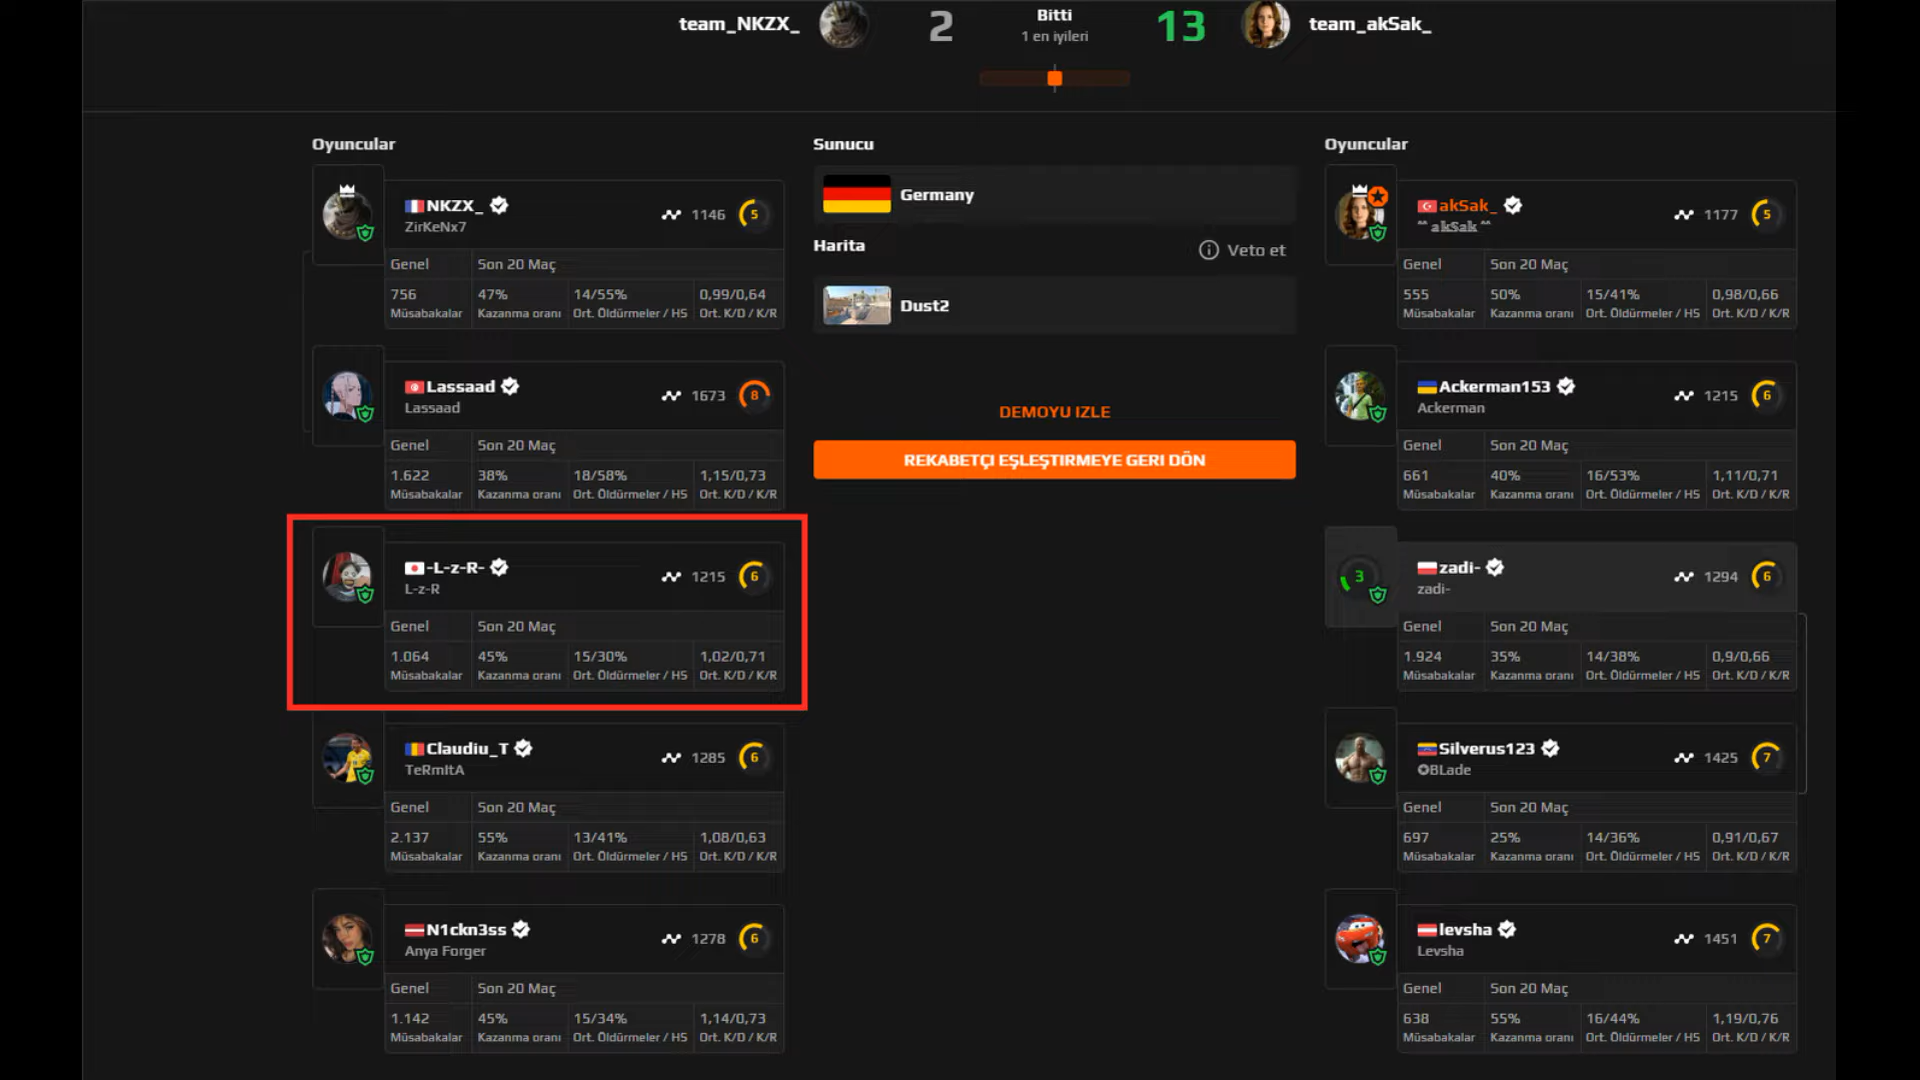 team_NKZX_
2
Bitti
1 en iyileri
13
team_akSak_
Oyuncular
NKZX_
ZirKeNx7
1146
5
Genel
Son 20 Maç
756
47%
14/55%
0,99/0,64
Müsabakalar
Kazanma oranı
Ort. Öldürmeler / HS
Ort. K/D / K/R
Lassaad
Lassaad
1673
8
Genel
Son 20 Maç
1.622
38%
18/58%
1,15/0,73
Müsabakalar
Kazanma oranı
Ort. Öldürmeler / HS
Ort. K/D / K/R
-L-z-R-
L-z-R
1215
6
Genel
Son 20 Maç
1.064
45%
15/30%
1,02/0,71
Müsabakalar
Kazanma oranı
Ort. Öldürmeler / HS
Ort. K/D / K/R
Claudiu_T
TeRmItA
1285
6
Genel
Son 20 Maç
2.137
55%
13/41%
1,08/0,63
Müsabakalar
Kazanma oranı
Ort. Öldürmeler / HS
Ort. K/D / K/R
N1ckn3ss
Anya Forger
1278
6
Genel
Son 20 Maç
1.142
45%
15/34%
1,14/0,73
Müsabakalar
Kazanma oranı
Ort. Öldürmeler / HS
Ort. K/D / K/R
Sunucu
Germany
Harita
Veto et
Dust2
DEMOYU IZLE
REKABETÇI EŞLEŞTIRMEYE GERI DÖN
Oyuncular
akSak_
^^ akSak ^^
1177
5
Genel
Son 20 Maç
555
50%
15/41%
0,98/0,66
Müsabakalar
Kazanma oranı
Ort. Öldürmeler / HS
Ort. K/D / K/R
Ackerman153
Ackerman
1215
6
Genel
Son 20 Maç
661
40%
16/53%
1,11/0,71
Müsabakalar
Kazanma oranı
Ort. Öldürmeler / HS
Ort. K/D / K/R
3
zadi-
zadi-
1294
6
Genel
Son 20 Maç
1.924
35%
14/38%
0,9/0,66
Müsabakalar
Kazanma oranı
Ort. Öldürmeler / HS
Ort. K/D / K/R
Silverus123
✪BLade
1425
7
Genel
Son 20 Maç
697
25%
14/36%
0,91/0,67
Müsabakalar
Kazanma oranı
Ort. Öldürmeler / HS
Ort. K/D / K/R
levsha
Levsha
1451
7
Genel
Son 20 Maç
638
55%
16/44%
1,19/0,76
Müsabakalar
Kazanma oranı
Ort. Öldürmeler / HS
Ort. K/D / K/R